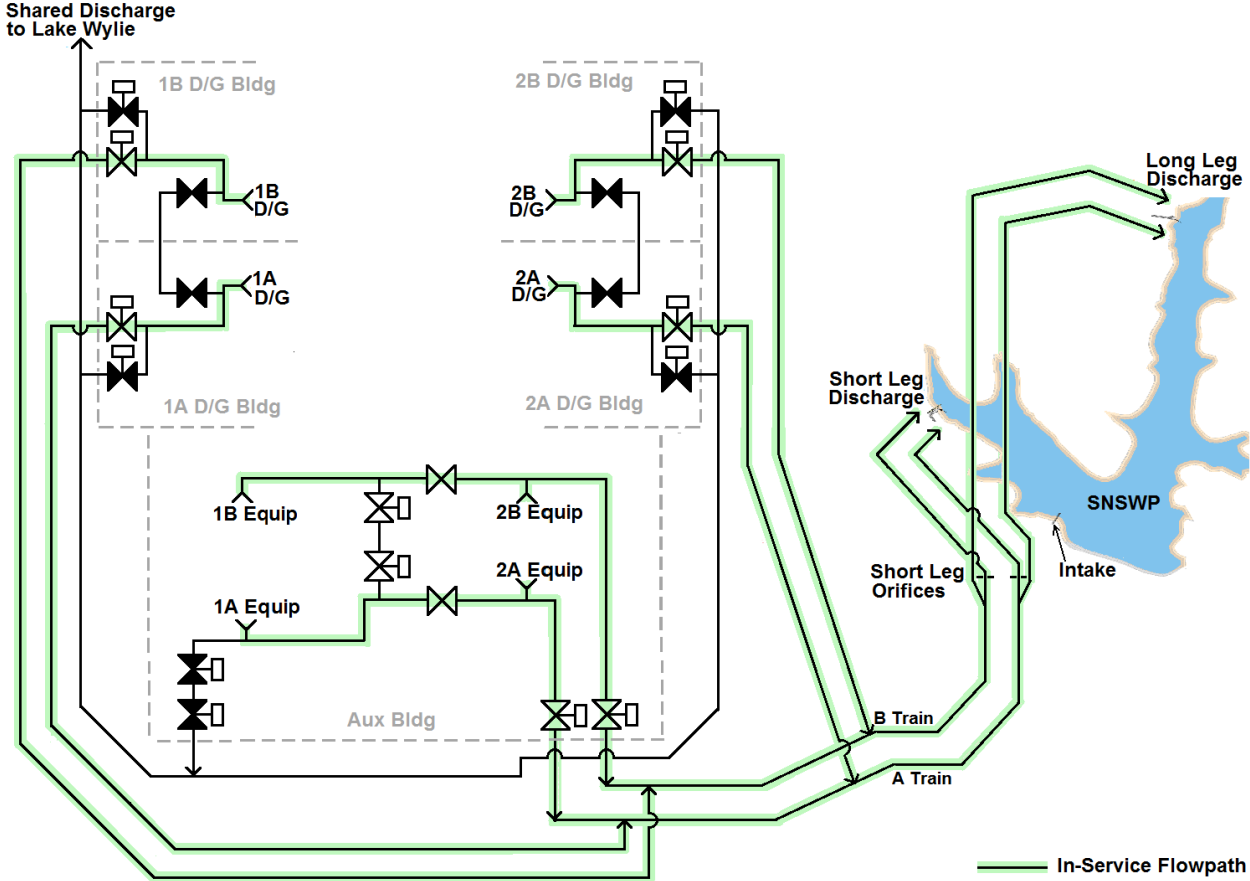 Shared Discharge
to Lake Wylie
1B D/G Bldg
2B D/G Bldg
Long Leg
Discharge
1B
D/G
2B
D/G
1A
D/G
2A
D/G
Short Leg
Discharge
1A D/G Bldg
2A D/G Bldg
SNSWP
1B Equip
2B Equip
Intake
Short Leg
Orifices
2A Equip
1A Equip
Aux Bldg
B Train
A Train
In-Service Flowpath